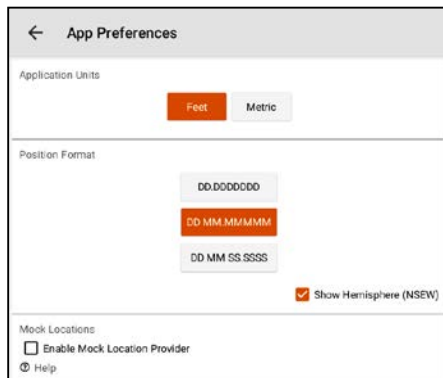 App Preferences
Application Units
Feet Metric
Position Format
DD.DDDDDDD
DD MM.MMMMM
DD MM SS.SSSS
Show Hemisphere (NSEW)
Mock Locations
Enable Mock Location Provider
Help